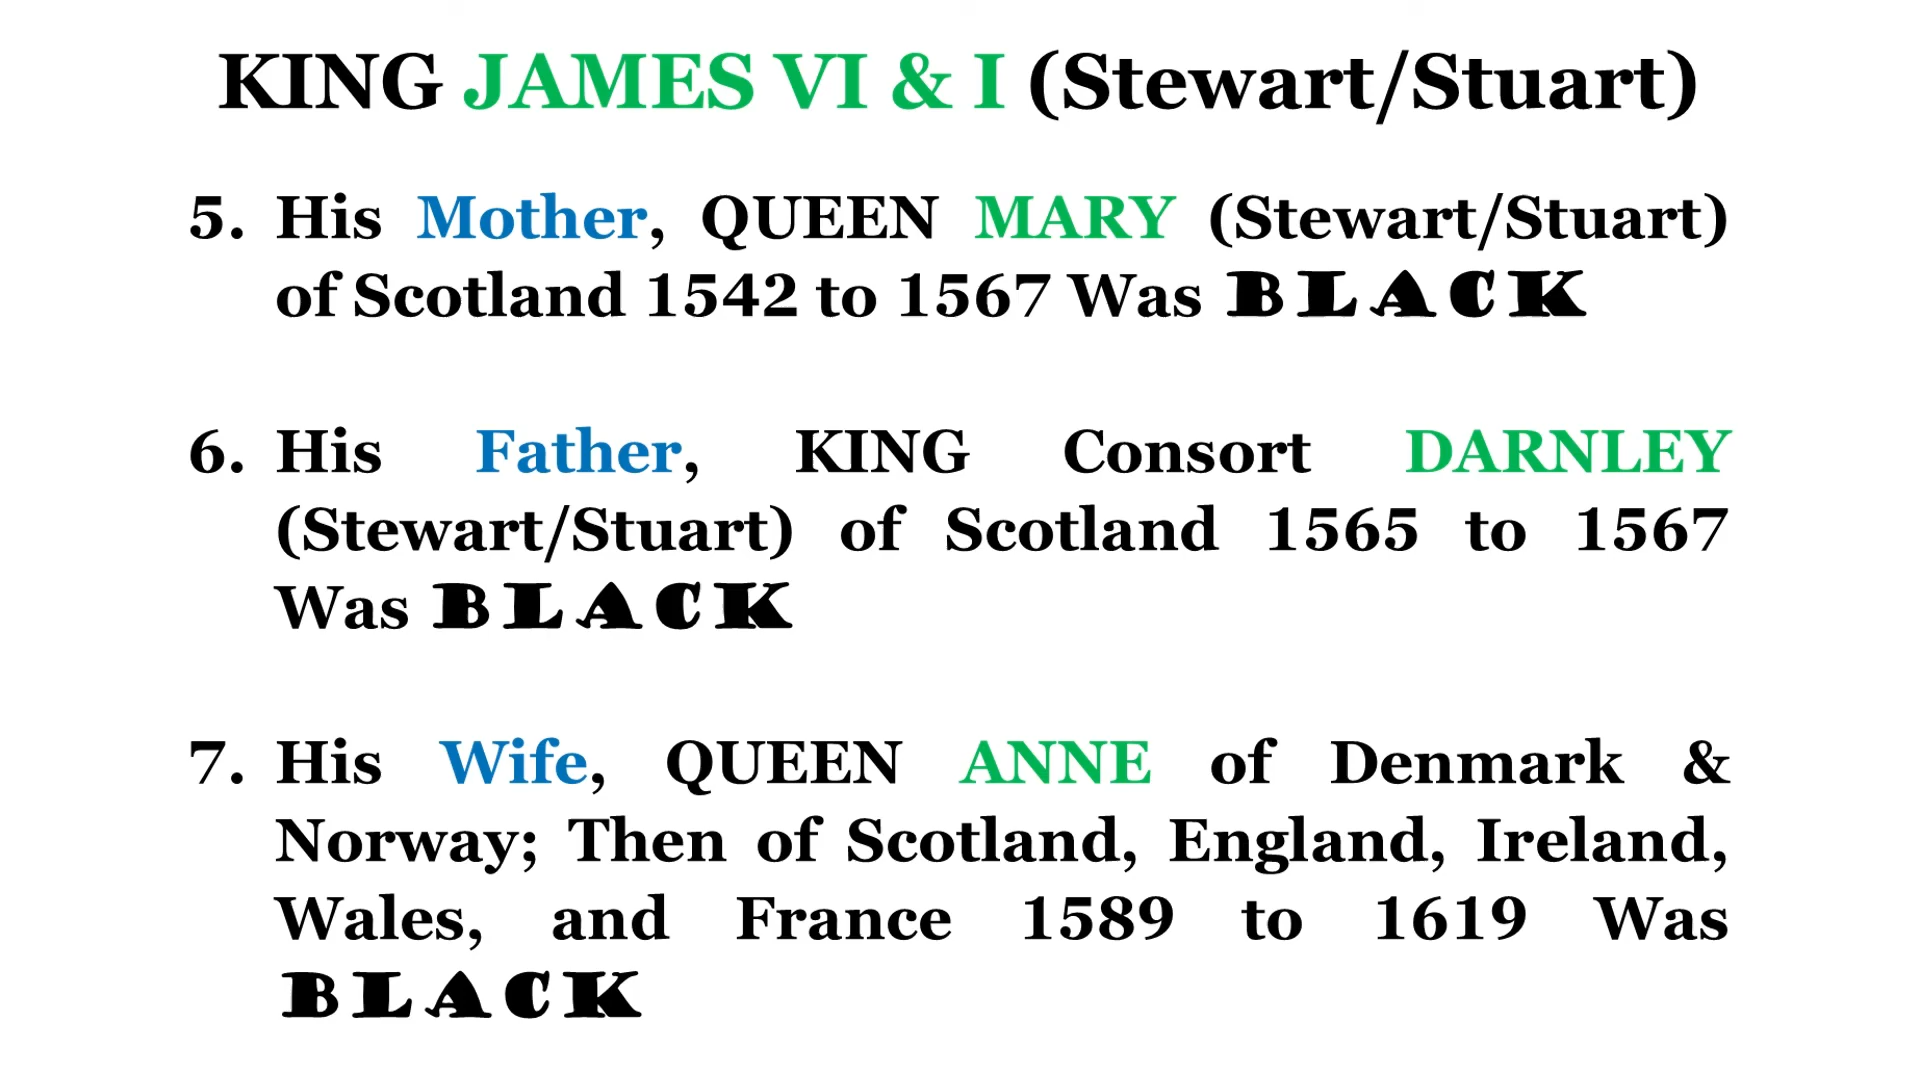 KING JAMES VI & I (Stewart/Stuart)
5. His Mother, QUEEN MARY (Stewart/Stuart)
of Scotland 1542 to 1567 Was BLACK
6. His Father, KING Consort DARNLEY
(Stewart/Stuart) of Scotland 1565 to 1567
Was BLACK
7. His Wife, QUEEN ANNE of Denmark &
Norway; Then of Scotland, England, Ireland,
Wales, and France 1589 to 1619 Was
BLACK